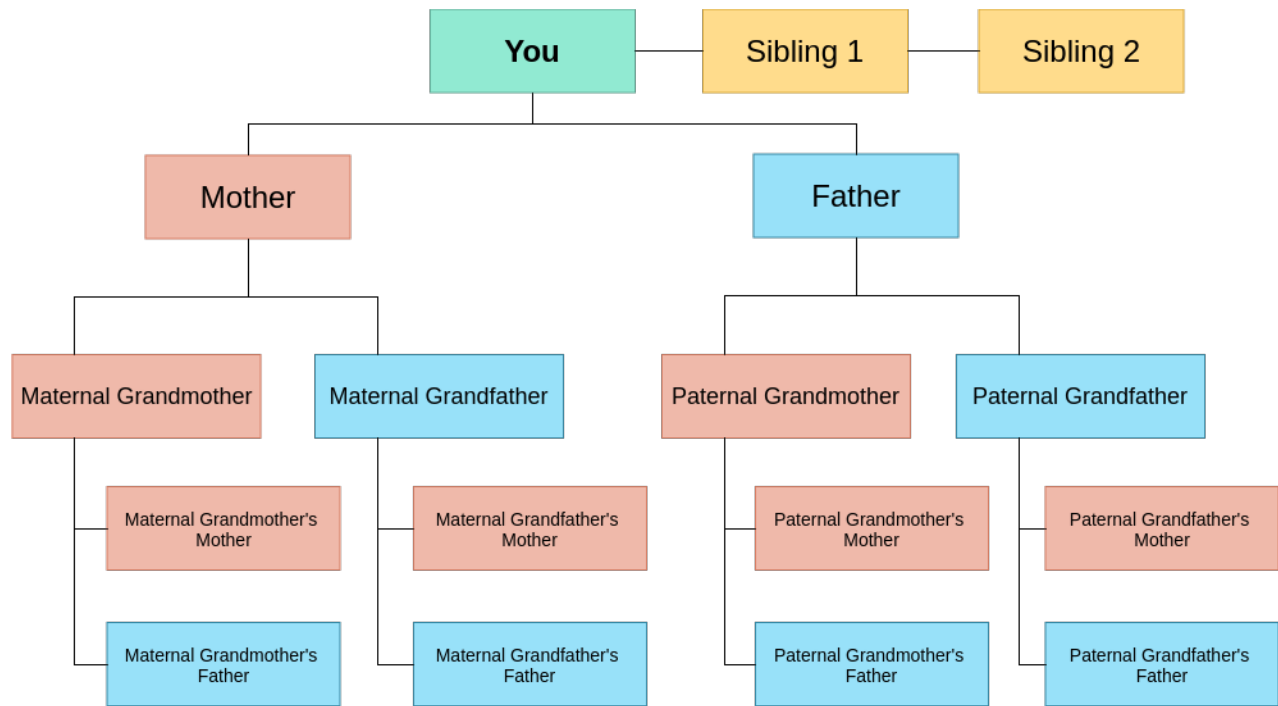 You
Sibling 1
Sibling 2
Mother
Father
Maternal Grandmother
Maternal Grandfather
Paternal Grandmother
Paternal Grandfather
Maternal Grandmother's
Mother
Maternal Grandfather's
Mother
Paternal Grandmother's
Mother
Paternal Grandfather's
Mother
Maternal Grandmother's
Father
Maternal Grandfather's
Father
Paternal Grandmother's
Father
Paternal Grandfather's
Father